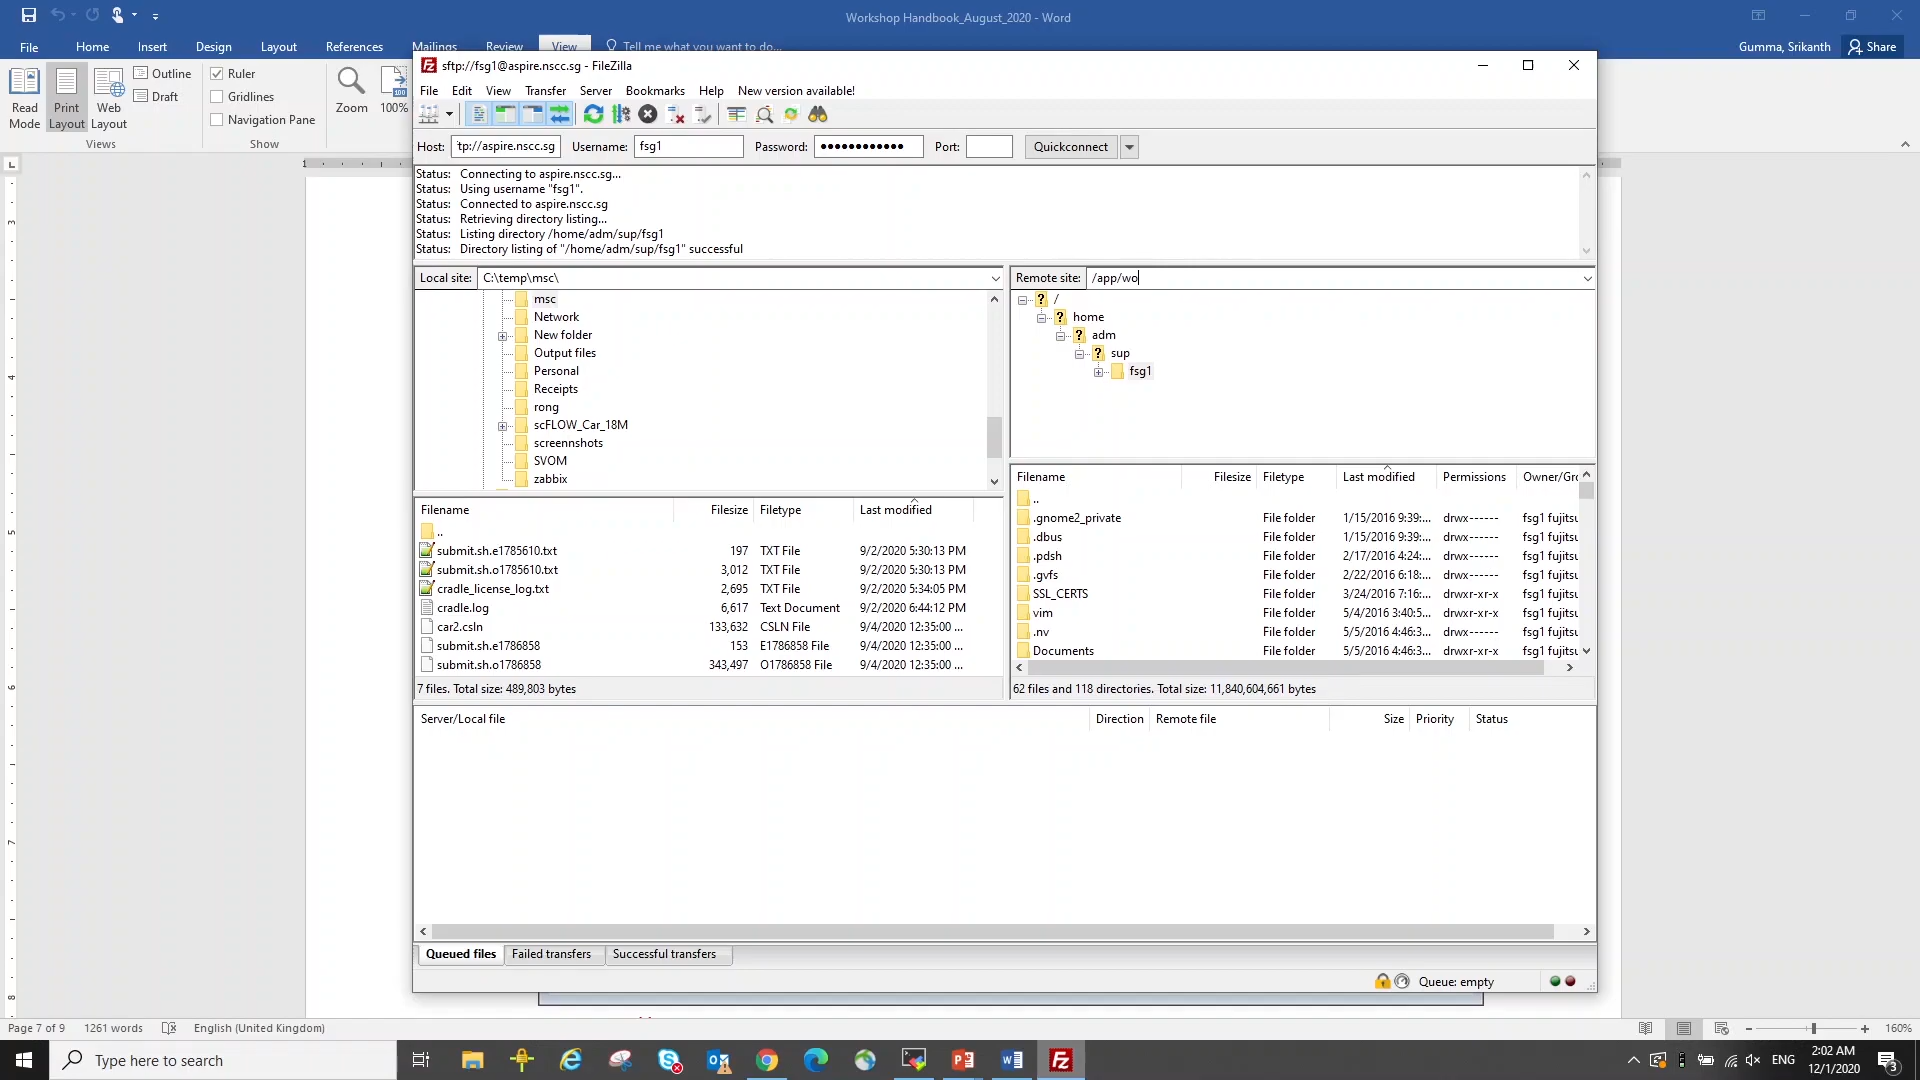 Workshop Handbook_August_2020 - Word
File Home Insert Design Layout References Mailings Review View Tell me what you want to do... Gumma, Srikanth Share
Read Mode
Print Layout
Web Layout
Outline
Draft
Views
Ruler
Gridlines
Navigation Pane
Show
Zoom
100%
sftp://fsg1@aspire.nscc.sg - FileZilla
File Edit View Transfer Server Bookmarks Help New version available!
Host: tp://aspire.nscc.sg Username: fsg1 Password: •••••••••••• Port: Quickconnect
Status: Connecting to aspire.nscc.sg...
Status: Using username "fsg1".
Status: Connected to aspire.nscc.sg
Status: Retrieving directory listing...
Status: Listing directory /home/adm/sup/fsg1
Status: Directory listing of "/home/adm/sup/fsg1" successful
Local site: C:\temp\msc\
msc
Network
New folder
Output files
Personal
Receipts
rong
scFLOW_Car_18M
screennshots
SVOM
zabbix
Filename Filesize Filetype Last modified
..
submit.sh.e1785610.txt 197 TXT File 9/2/2020 5:30:13 PM
submit.sh.o1785610.txt 3,012 TXT File 9/2/2020 5:30:13 PM
cradle_license_log.txt 2,695 TXT File 9/2/2020 5:34:05 PM
cradle.log 6,617 Text Document 9/2/2020 6:44:12 PM
car2.csln 133,632 CSLN File 9/4/2020 12:35:00 ...
submit.sh.e1786858 153 E1786858 File 9/4/2020 12:35:00 ...
submit.sh.o1786858 343,497 O1786858 File 9/4/2020 12:35:00 ...
7 files. Total size: 489,803 bytes
Remote site: /app/wo
/
home
adm
sup
fsg1
Filename Filesize Filetype Last modified Permissions Owner/Gro
..
.gnome2_private File folder 1/15/2016 9:39:... drwx------ fsg1 fujitsu
.dbus File folder 1/15/2016 9:39:... drwx------ fsg1 fujitsu
.pdsh File folder 2/17/2016 4:24:... drwx------ fsg1 fujitsu
.gvfs File folder 2/22/2016 6:18:... drwx------ fsg1 fujitsu
SSL_CERTS File folder 3/24/2016 7:16:... drwxr-xr-x fsg1 fujitsu
vim File folder 5/4/2016 3:40:5... drwxr-xr-x fsg1 fujitsu
.nv File folder 5/5/2016 4:46:3... drwx------ fsg1 fujitsu
Documents File folder 5/5/2016 4:46:3... drwxr-xr-x fsg1 fujitsu
62 files and 118 directories. Total size: 11,840,604,661 bytes
Server/Local file Direction Remote file Size Priority Status
Queued files Failed transfers Successful transfers
Queue: empty
Page 7 of 9 1261 words English (United Kingdom) 160%
Type here to search
ENG
2:02 AM
12/1/2020
3